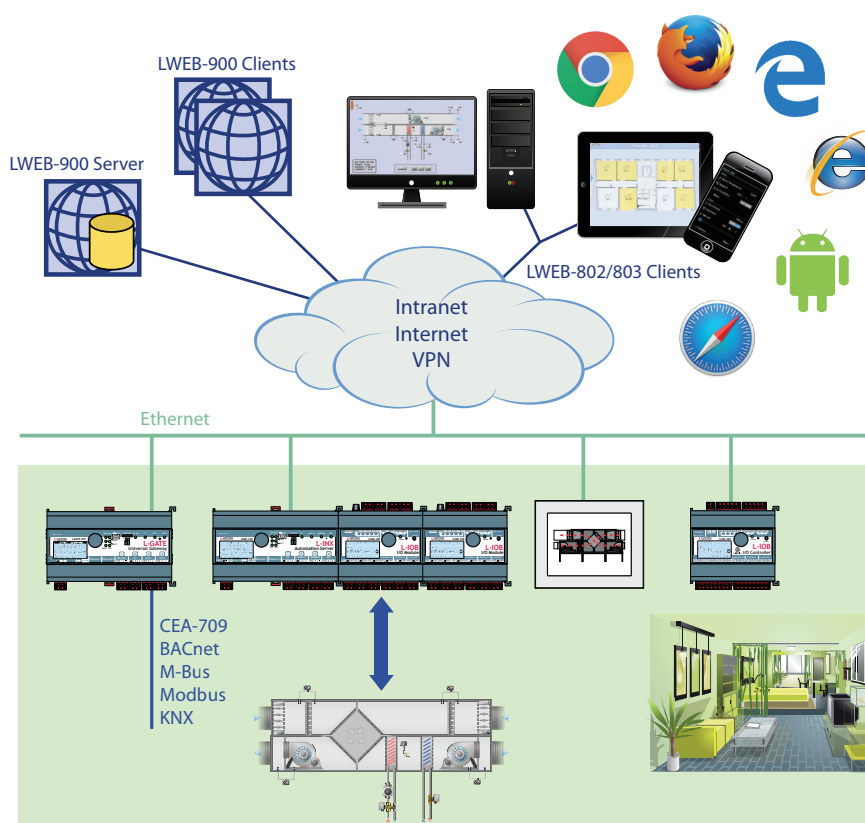 LWEB-900 Clients
LWEB-900 Server
LWEB-802/803 Clients
Intranet
Internet
VPN
Ethernet
L-GATE
Universal Gateway
L-INX
Automation Server
L-IOB
I/O Module
L-IOB
I/O Module
L-IOB
I/O Controller
CEA-709
BACnet
M-Bus
Modbus
KNX